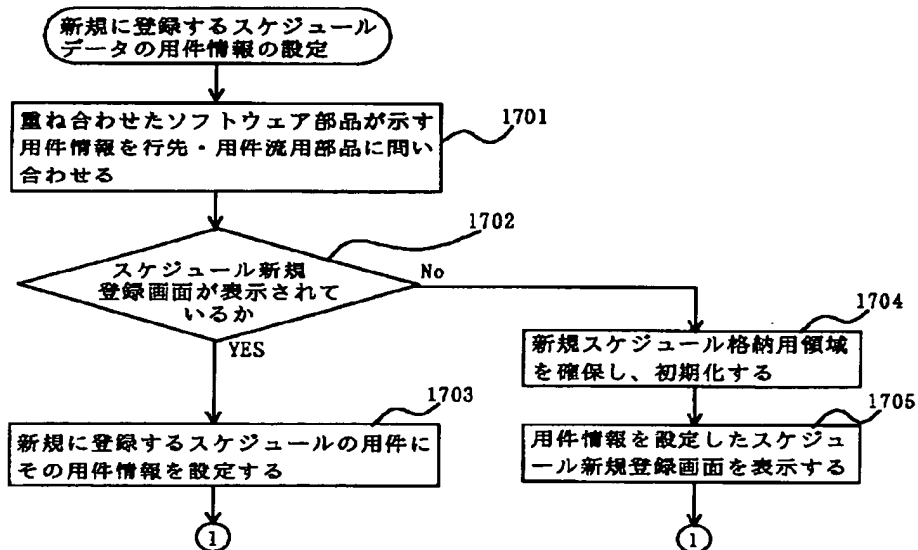 新規に登録するスケジュール
データの用件情報の設定
1701
重ね合わせたソフトウェア部品が示す
用件情報を行先・用件流用部品に問い
合わせる
1702
スケジュール新規
登録画面が表示されて
いるか
No
YES
1704
新規スケジュール格納用領域
を確保し、初期化する
1703
新規に登録するスケジュールの用件に
その用件情報を設定する
1705
用件情報を設定したスケジュ
ール新規登録画面を表示する
1
1